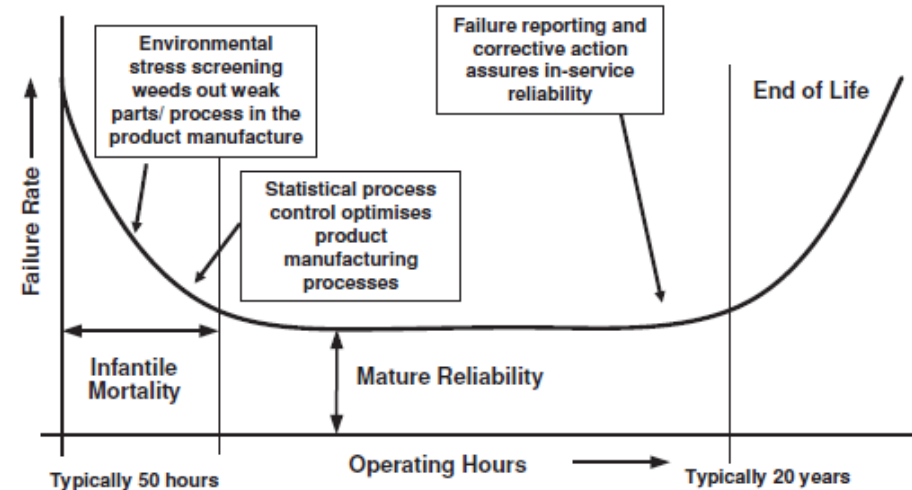 Environmental
stress screening
weeds out weak
parts/ process in the
product manufacture
Failure reporting and
corrective action
assures in-service
reliability
End of Life
Failure Rate
Statistical process
control optimises
product
manufacturing
processes
Infantile
Mortality
Mature Reliability
Typically 50 hours
Operating Hours
Typically 20 years